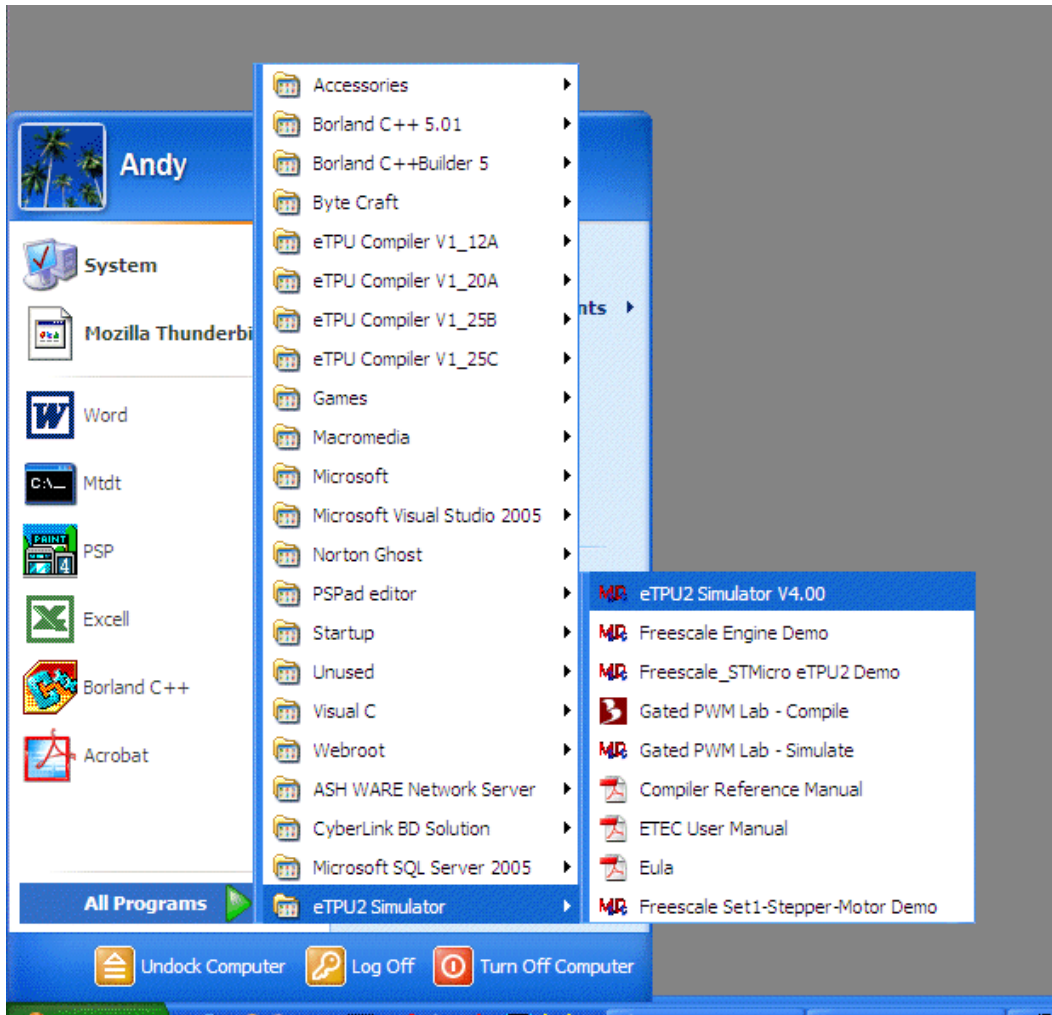 Andy
System
Mozilla Thunderbi
Word
C:\_
Mtdt
PAINT
4
PSP
Excell
Borland C++
Acrobat
All Programs
Accessories
Borland C++ 5.01
Borland C++Builder 5
Byte Craft
eTPU Compiler V1_12A
eTPU Compiler V1_20A
eTPU Compiler V1_25B
eTPU Compiler V1_25C
Games
Macromedia
Microsoft
Microsoft Visual Studio 2005
Norton Ghost
PSPad editor
Startup
Unused
Visual C
Webroot
ASH WARE Network Server
CyberLink BD Solution
Microsoft SQL Server 2005
eTPU2 Simulator
nts
eTPU2 Simulator V4.00
Freescale Engine Demo
Freescale_STMicro eTPU2 Demo
Gated PWM Lab - Compile
Gated PWM Lab - Simulate
Compiler Reference Manual
ETEC User Manual
Eula
Freescale Set1-Stepper-Motor Demo
Undock Computer
Log Off
Turn Off Computer